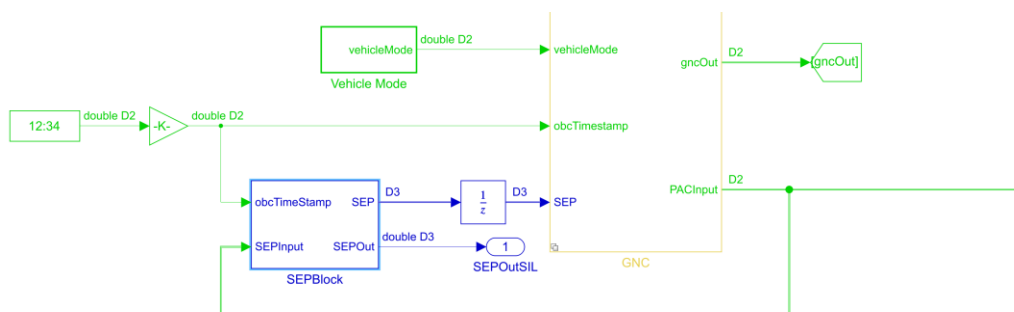 double D2
vehicleMode
vehicleMode
Vehicle Mode
D2
gncOut
[gncOut]
double D2
double D2
12:34
-K-
obcTimestamp
D3
D3
D2
PACInput
obcTimeStamp
SEP
1
z
SEP
double D3
SEPInput
SEPOut
1
SEPOutSIL
GNC
SEPBlock